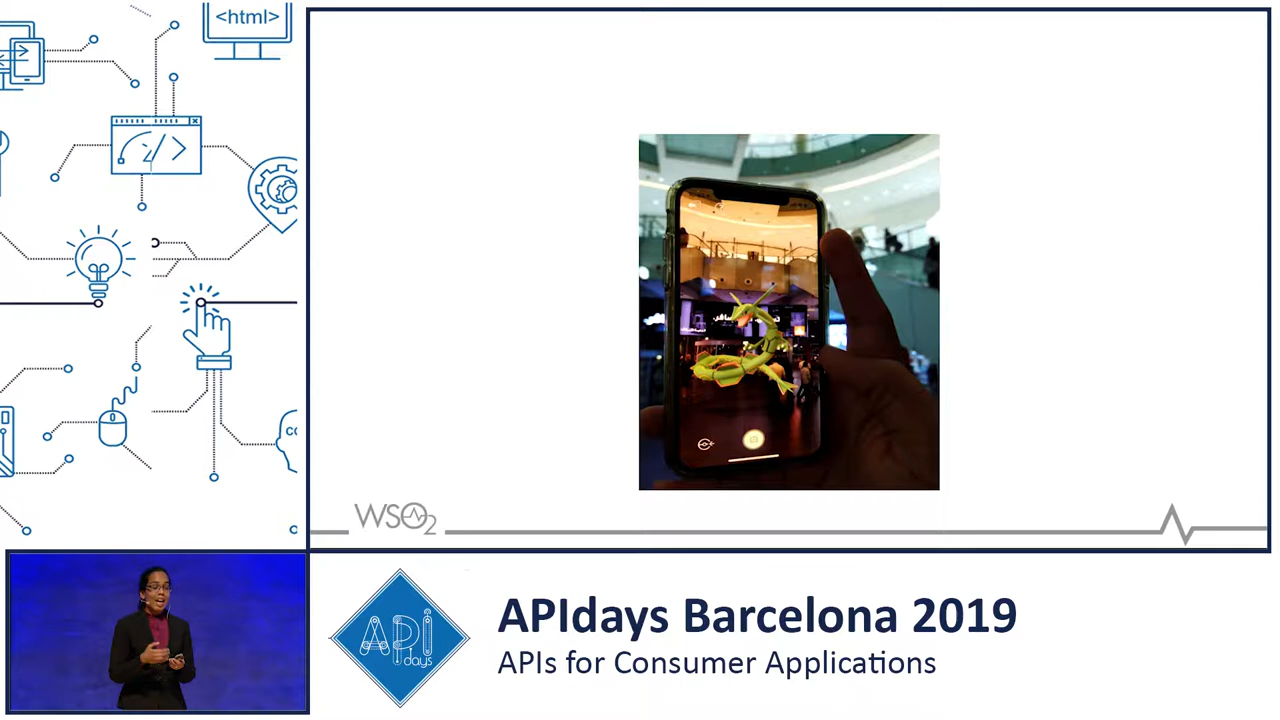 <html>
WSO2
API
days
APIdays Barcelona 2019
APIs for Consumer Applications